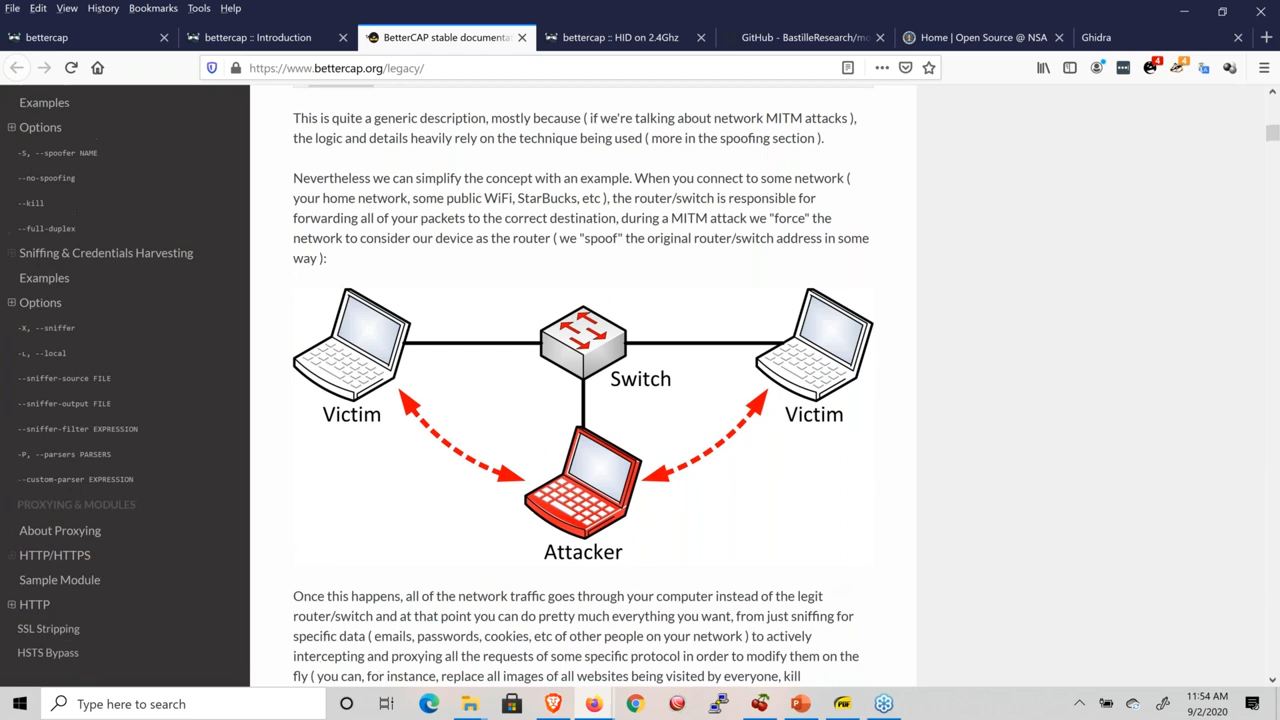 File Edit View History Bookmarks Tools Help
bettercap
bettercap :: Introduction
BetterCAP stable documenta
bettercap :: HID on 2.4Ghz
GitHub - BastilleResearch/mo
Home | Open Source @ NSA
Ghidra
https://www.bettercap.org/legacy/
4
4
Examples
Options
-S, --spoofer NAME
--no-spoofing
--kill
--full-duplex
Sniffing & Credentials Harvesting
Examples
Options
-X, --sniffer
-L, --local
--sniffer-source FILE
--sniffer-output FILE
--sniffer-filter EXPRESSION
-P, --parsers PARSERS
--custom-parser EXPRESSION
PROXYING & MODULES
About Proxying
HTTP/HTTPS
Sample Module
HTTP
SSL Stripping
HSTS Bypass
This is quite a generic description, mostly because ( if we're talking about network MITM attacks ),
the logic and details heavily rely on the technique being used ( more in the spoofing section ).
Nevertheless we can simplify the concept with an example. When you connect to some network (
your home network, some public WiFi, StarBucks, etc ), the router/switch is responsible for
forwarding all of your packets to the correct destination, during a MITM attack we "force" the
network to consider our device as the router ( we "spoof" the original router/switch address in some
way ):
Switch
Victim
Victim
Attacker
Once this happens, all of the network traffic goes through your computer instead of the legit
router/switch and at that point you can do pretty much everything you want, from just sniffing for
specific data ( emails, passwords, cookies, etc of other people on your network ) to actively
intercepting and proxying all the requests of some specific protocol in order to modify them on the
fly ( you can, for instance, replace all images of all websites being visited by everyone, kill
Type here to search
PDF
11:54 AM
9/2/2020